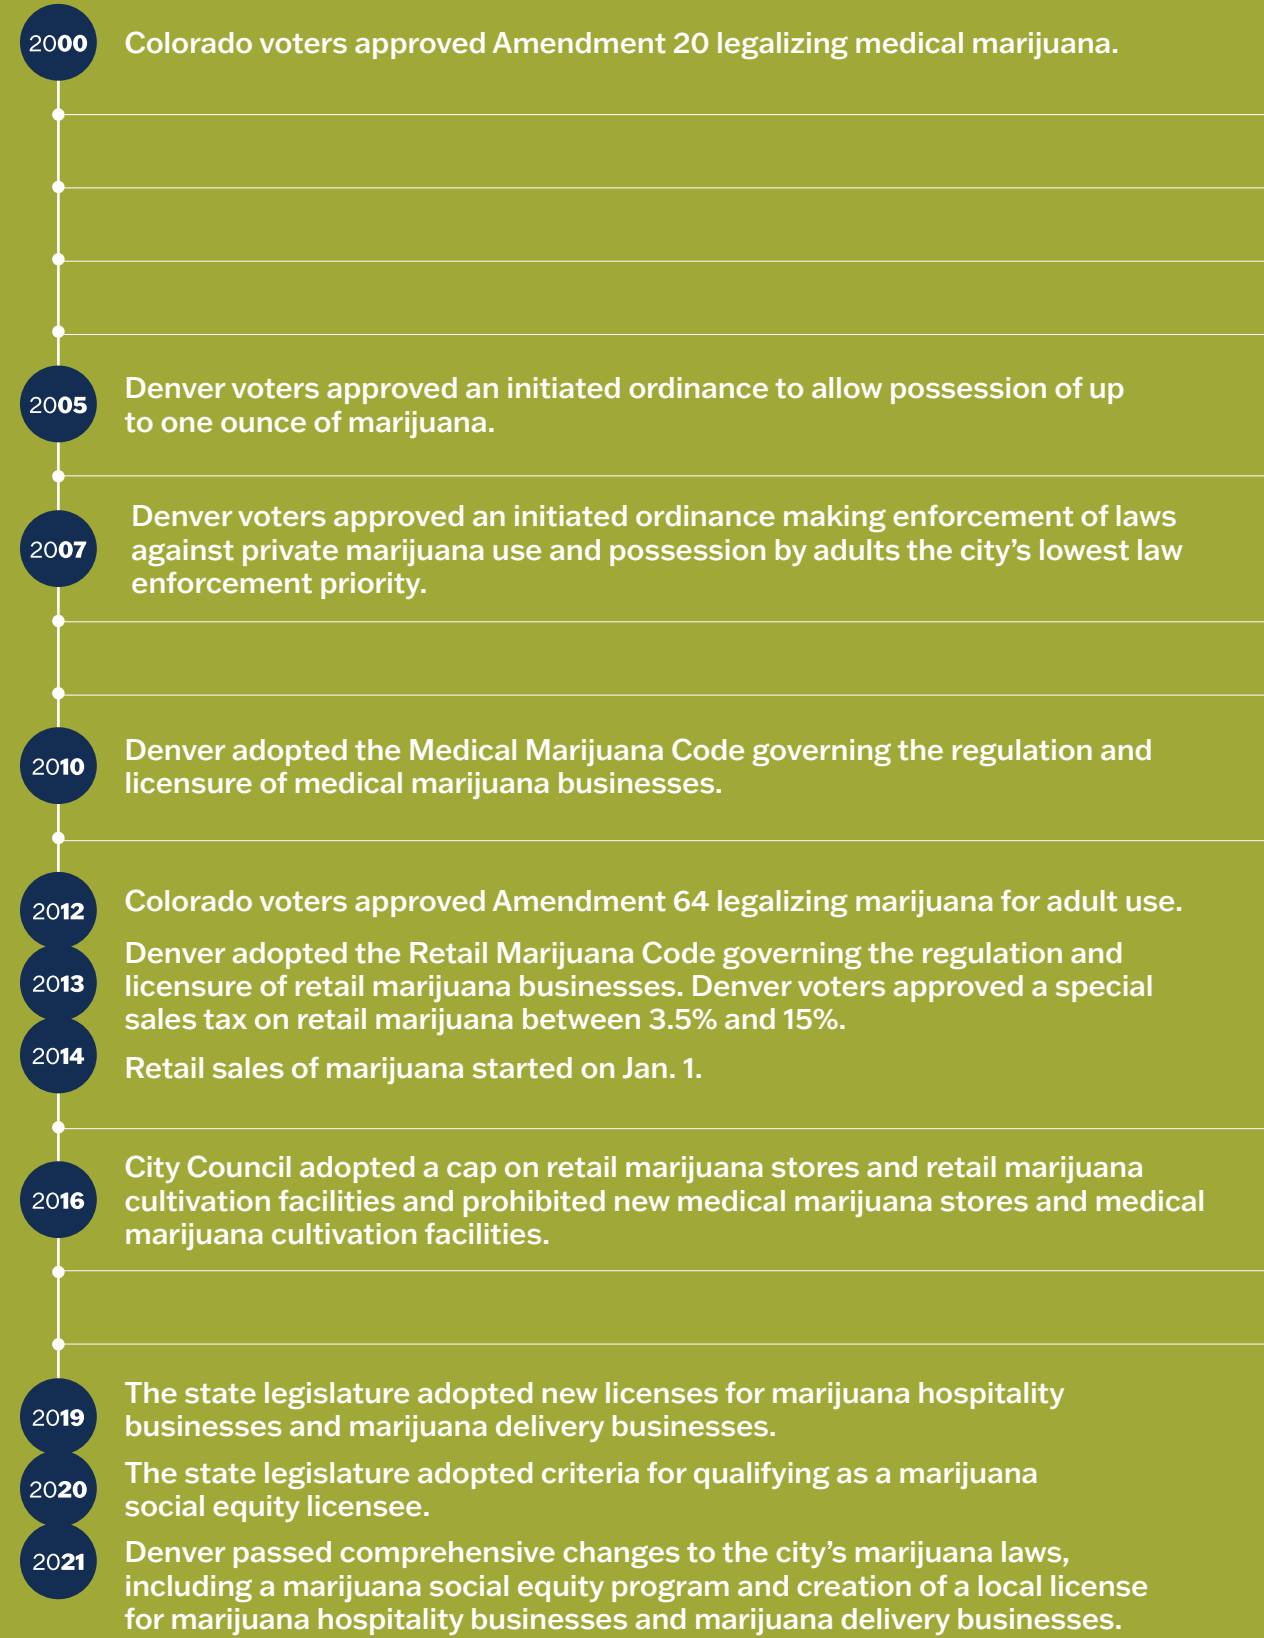 2000 Colorado voters approved Amendment 20 legalizing medical marijuana.
2005 Denver voters approved an initiated ordinance to allow possession of up
to one ounce of marijuana.
2007 Denver voters approved an initiated ordinance making enforcement of laws
against private marijuana use and possession by adults the city’s lowest law
enforcement priority.
2010 Denver adopted the Medical Marijuana Code governing the regulation and
licensure of medical marijuana businesses.
2012 Colorado voters approved Amendment 64 legalizing marijuana for adult use.
2013 Denver adopted the Retail Marijuana Code governing the regulation and
licensure of retail marijuana businesses. Denver voters approved a special
sales tax on retail marijuana between 3.5% and 15%.
2014 Retail sales of marijuana started on Jan. 1.
2016 City Council adopted a cap on retail marijuana stores and retail marijuana
cultivation facilities and prohibited new medical marijuana stores and medical
marijuana cultivation facilities.
2019 The state legislature adopted new licenses for marijuana hospitality
businesses and marijuana delivery businesses.
2020 The state legislature adopted criteria for qualifying as a marijuana
social equity licensee.
2021 Denver passed comprehensive changes to the city’s marijuana laws,
including a marijuana social equity program and creation of a local license
for marijuana hospitality businesses and marijuana delivery businesses.